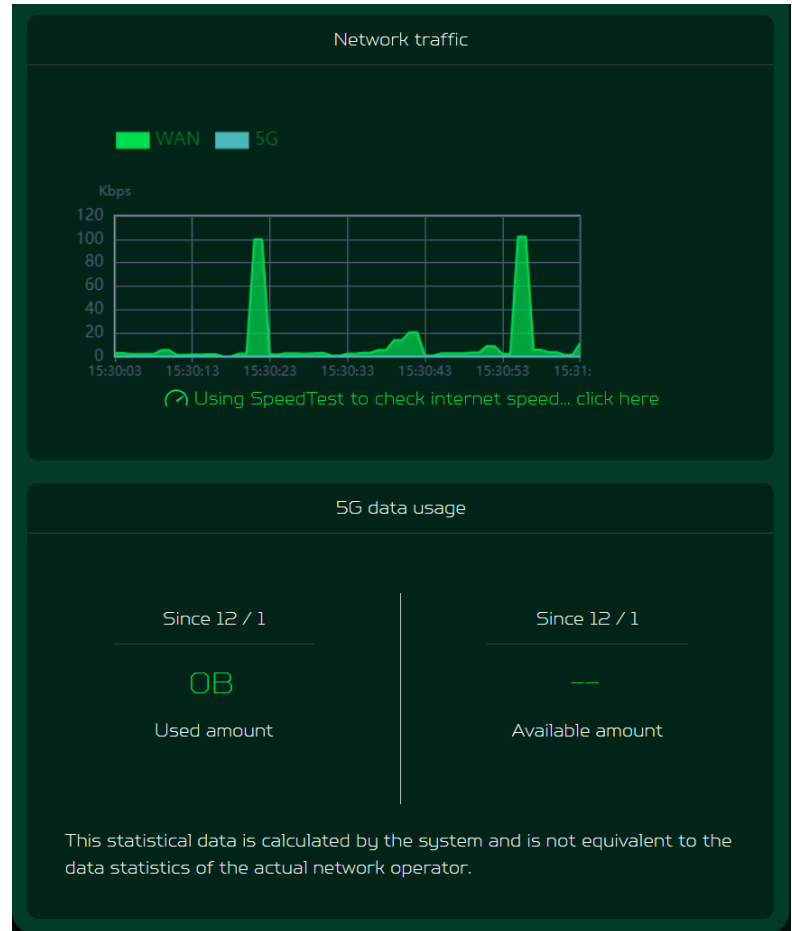 Network traffic
WAN 5G
Kbps
120
100
80
60
40
20
0
15:30:03 15:30:13 15:30:23 15:30:33 15:30:43 15:30:53 15:31:
Using SpeedTest to check internet speed... click here
5G data usage
Since 12 / 1 Since 12 / 1
0B --
Used amount Available amount
This statistical data is calculated by the system and is not equivalent to the
data statistics of the actual network operator.